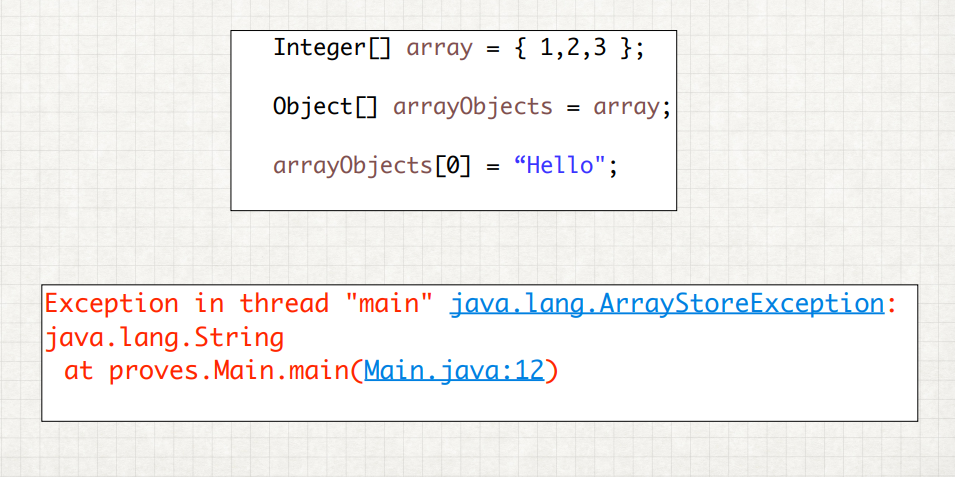 Integer[] array = { 1,2,3 };
Object[] arrayObjects = array;
arrayObjects[0] = “Hello";
Exception in thread "main" java.lang.ArrayStoreException:
java.lang.String
at proves.Main.main(Main.java:12)